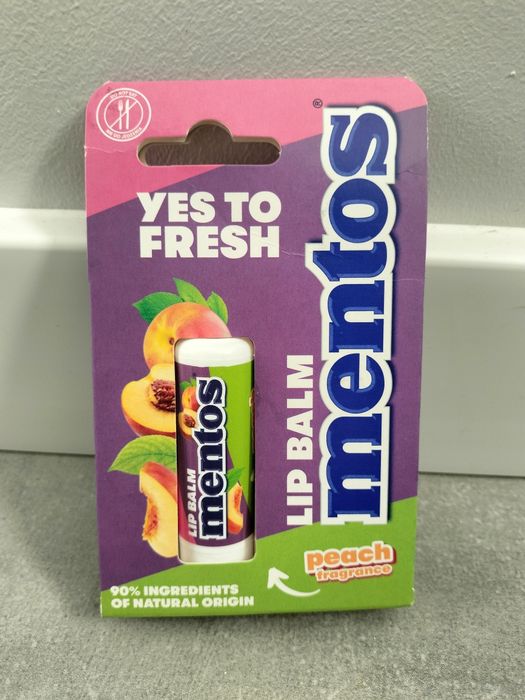 YES TO
FRESH
mentos
®
LIP BALM
LIP BALM
mentos
peach
fragrance
90% INGREDIENTS
OF NATURAL ORIGIN